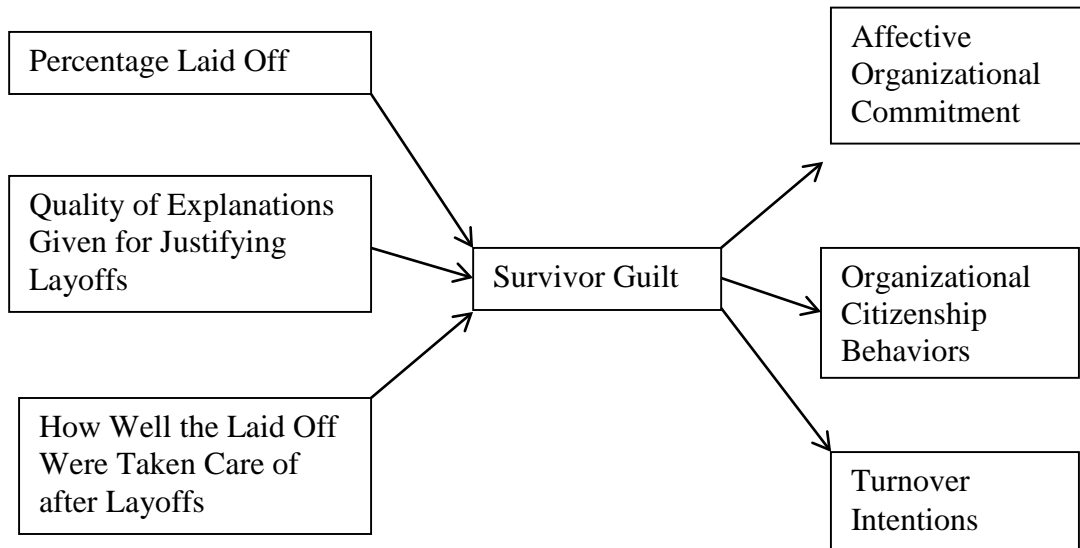 Percentage Laid Off
Quality of Explanations
Given for Justifying
Layoffs
How Well the Laid Off
Were Taken Care of
after Layoffs
Survivor Guilt
Affective
Organizational
Commitment
Organizational
Citizenship
Behaviors
Turnover
Intentions